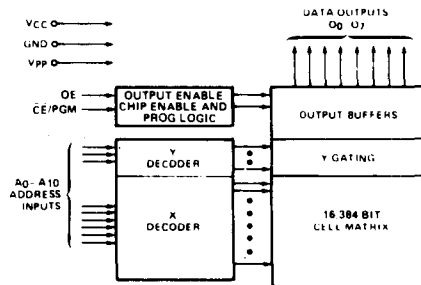 VCC
GND
VPP
OE
CE/PGM
OUTPUT ENABLE
CHIP ENABLE AND
PROG LOGIC
A0-A10
ADDRESS
INPUTS
Y
DECODER
X
DECODER
DATA OUTPUTS
O0 O7
OUTPUT BUFFERS
Y GATING
16,384 BIT
CELL MATRIX